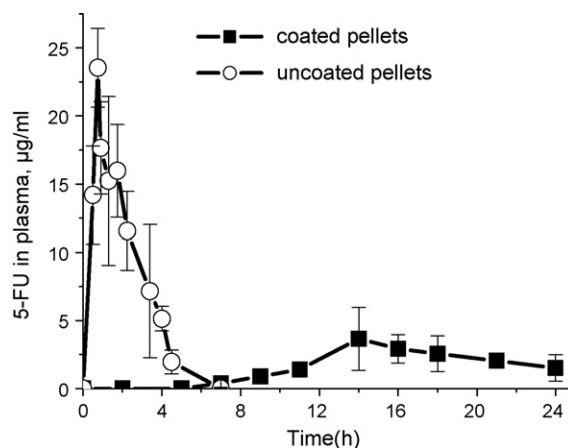 coated pellets
uncoated pellets
5-FU in plasma, µg/ml
25
20
15
10
5
0
0 4 8 12 16 20 24
Time(h)